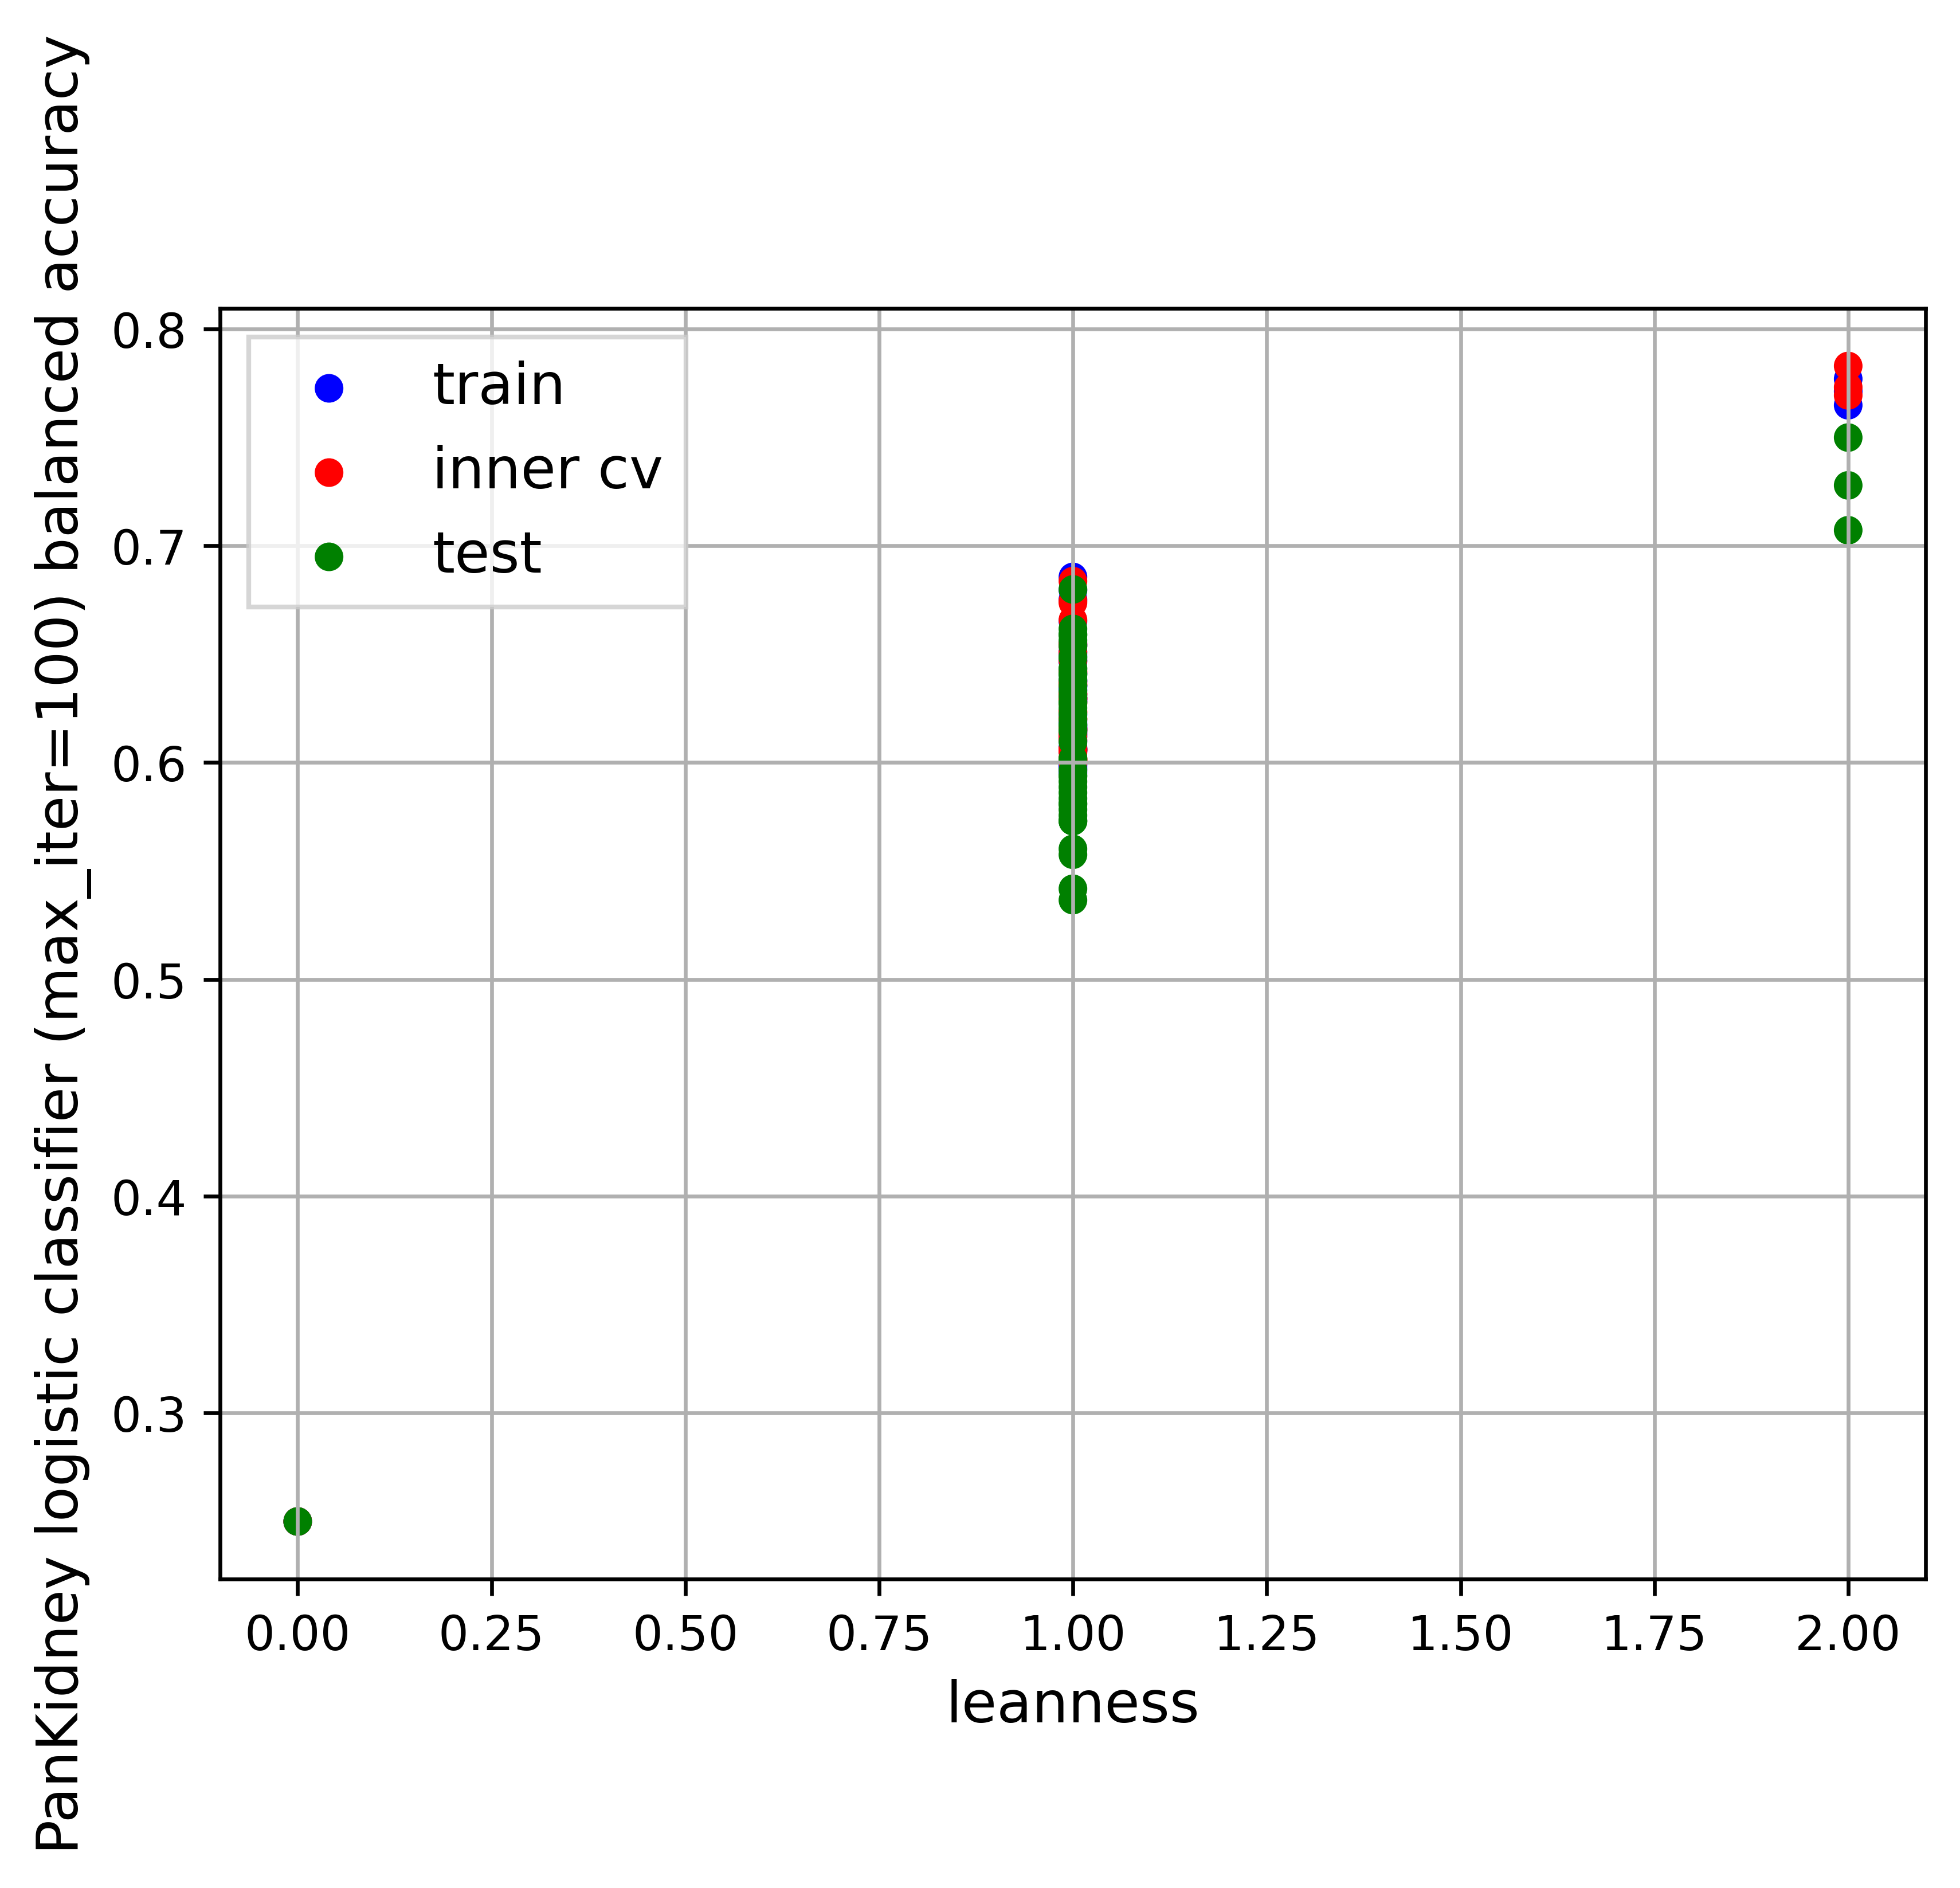 PanKidney logistic classifier (max_iter=100) balanced accuracy
0.8
0.7
0.6
0.5
0.4
0.3
train
inner cv
test
0.00 0.25 0.50 0.75 1.00 1.25 1.50 1.75 2.00
leanness